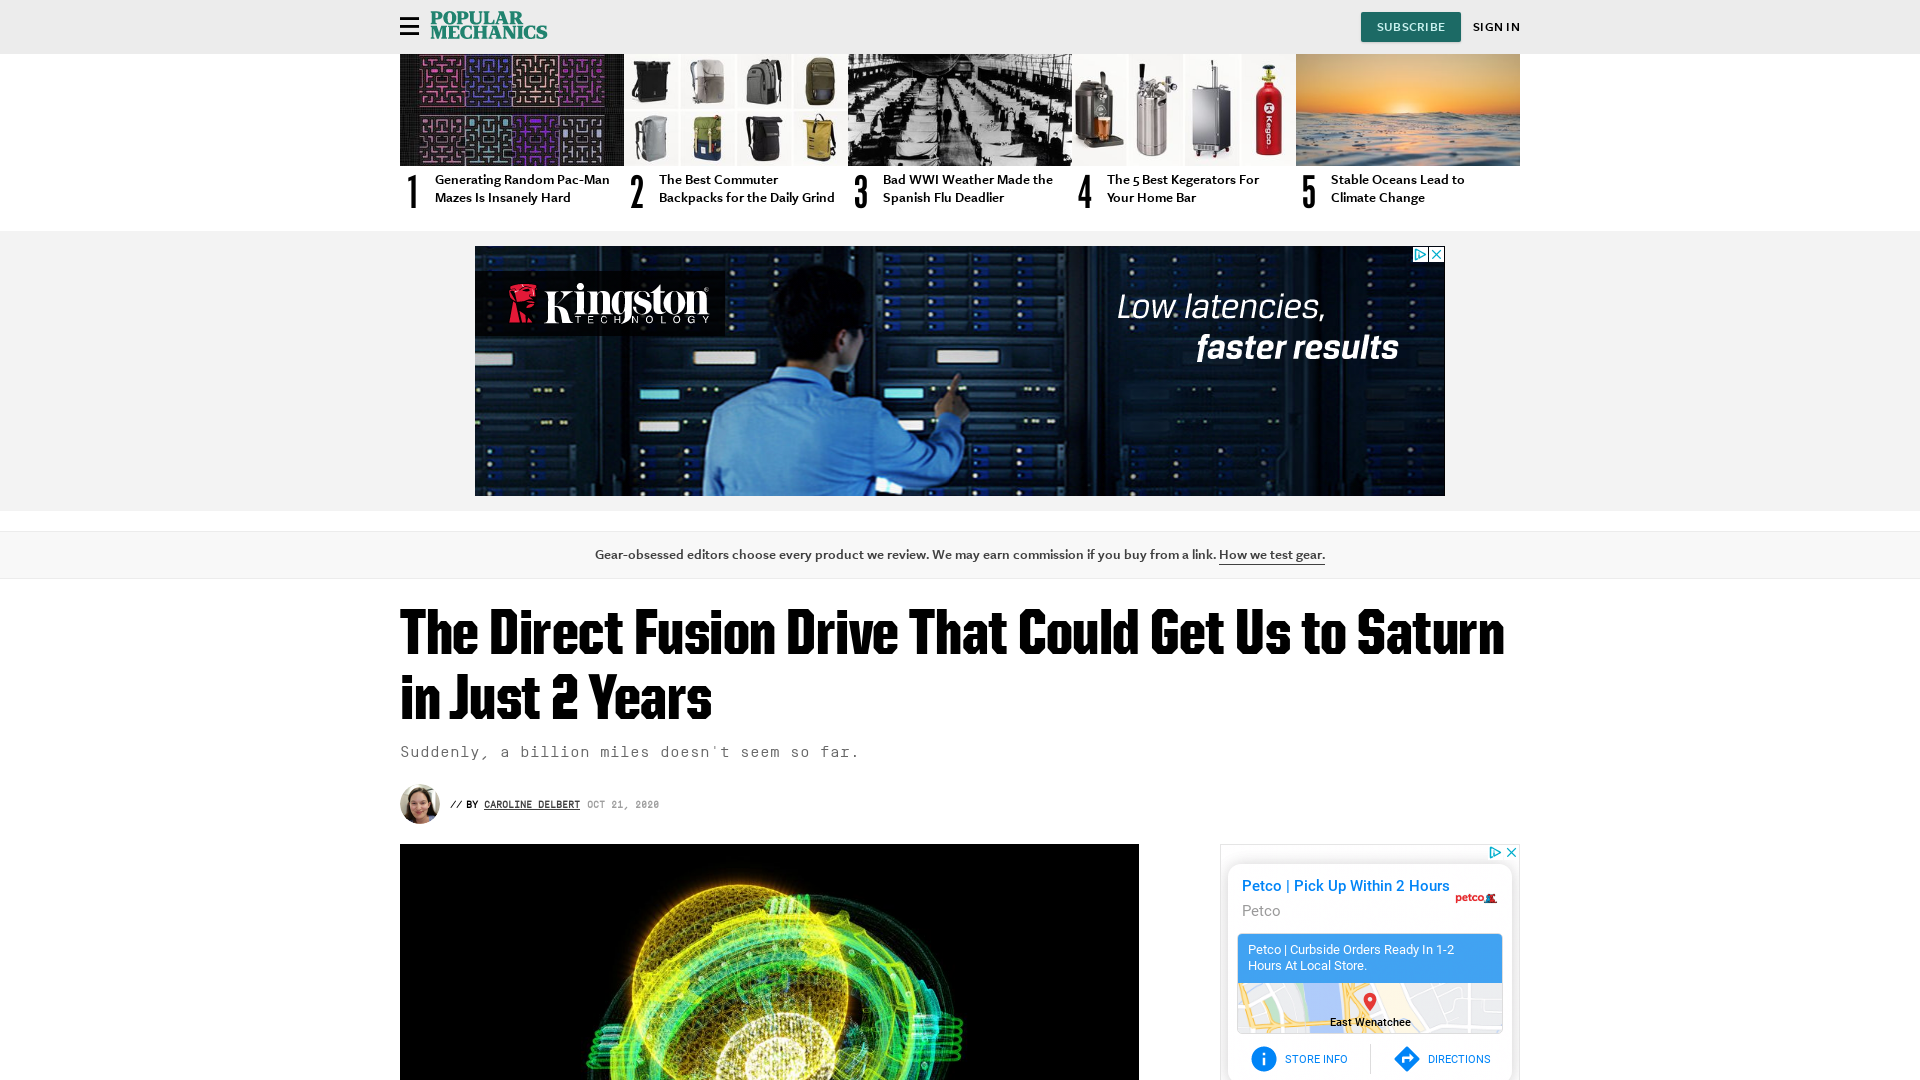 POPULAR
MECHANICS
SUBSCRIBE
SIGN IN
1
Generating Random Pac-Man
Mazes Is Insanely Hard
2
The Best Commuter
Backpacks for the Daily Grind
3
Bad WWI Weather Made the
Spanish Flu Deadlier
4
The 5 Best Kegerators For
Your Home Bar
Kegco
5
Stable Oceans Lead to
Climate Change
Kingston
TECHNOLOGY
Low latencies,
faster results
Gear-obsessed editors choose every product we review. We may earn commission if you buy from a link. How we test gear.
The Direct Fusion Drive That Could Get Us to Saturn
in Just 2 Years
Suddenly, a billion miles doesn't seem so far.
// BY CAROLINE DELBERT OCT 21, 2020
Petco | Pick Up Within 2 Hours
Petco
petco
Petco | Curbside Orders Ready In 1-2
Hours At Local Store.
East Wenatchee
STORE INFO
DIRECTIONS